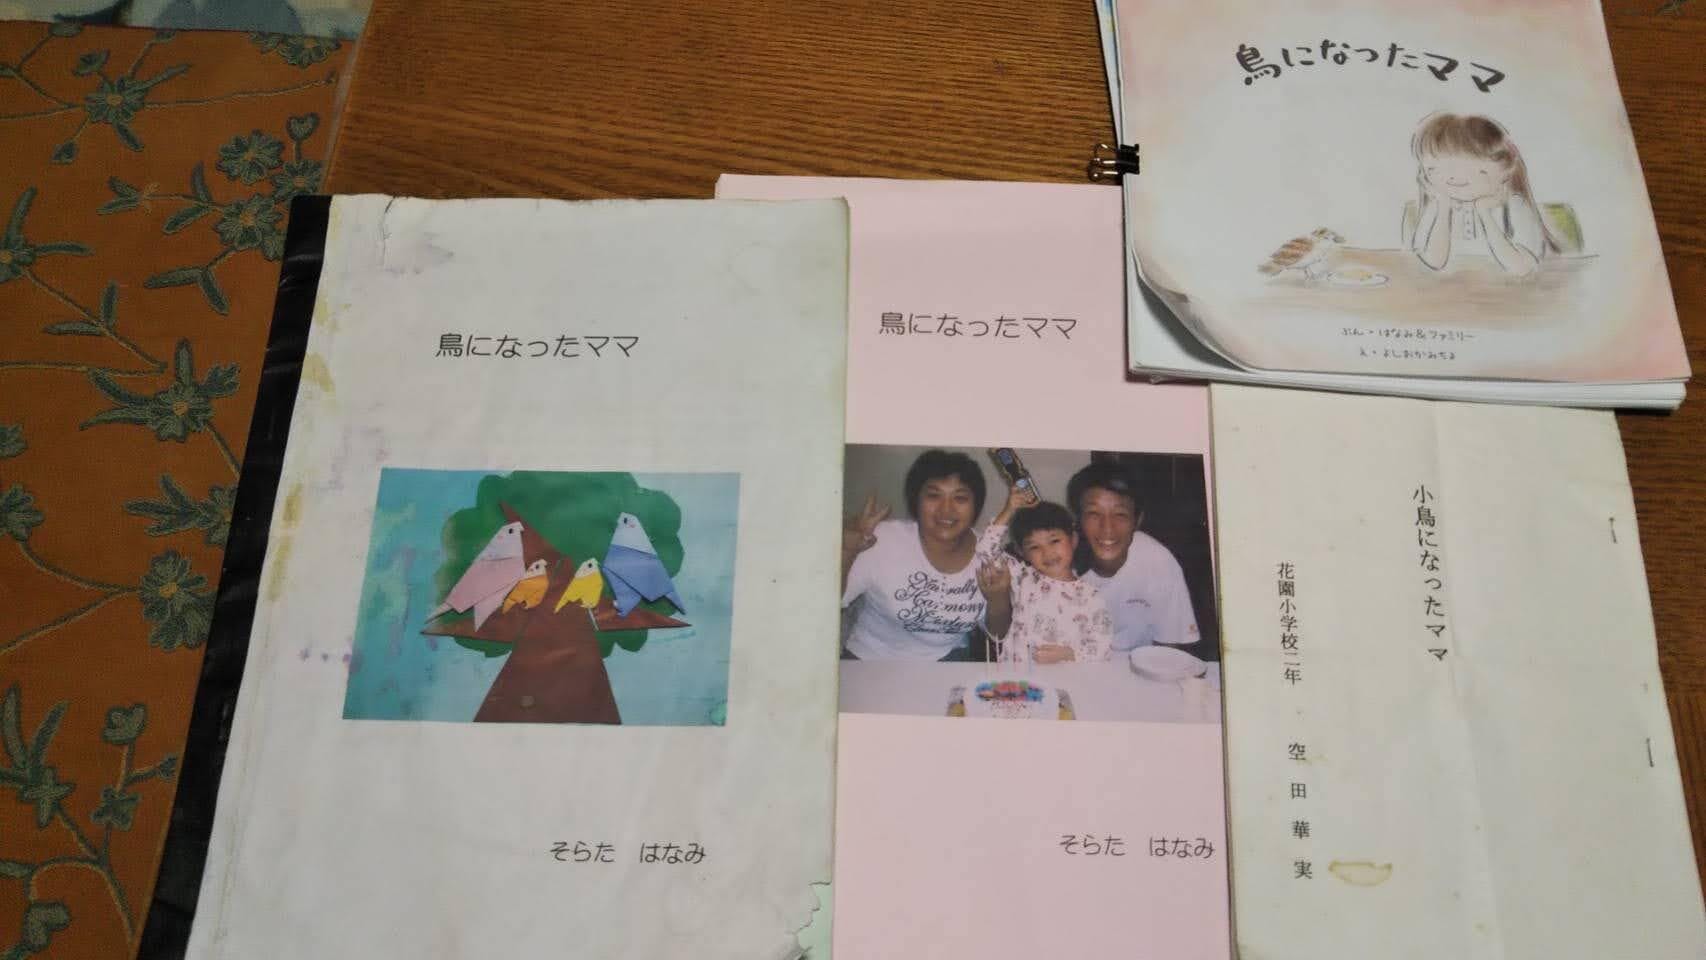 鳥になったママ
そらた　はなみ
鳥になったママ
そらた　はなみ
鳥になったママ
ぶん・はなみ&ファミリー
え・よしおかみちる
小鳥になったママ
花園小学校二年
空田華実